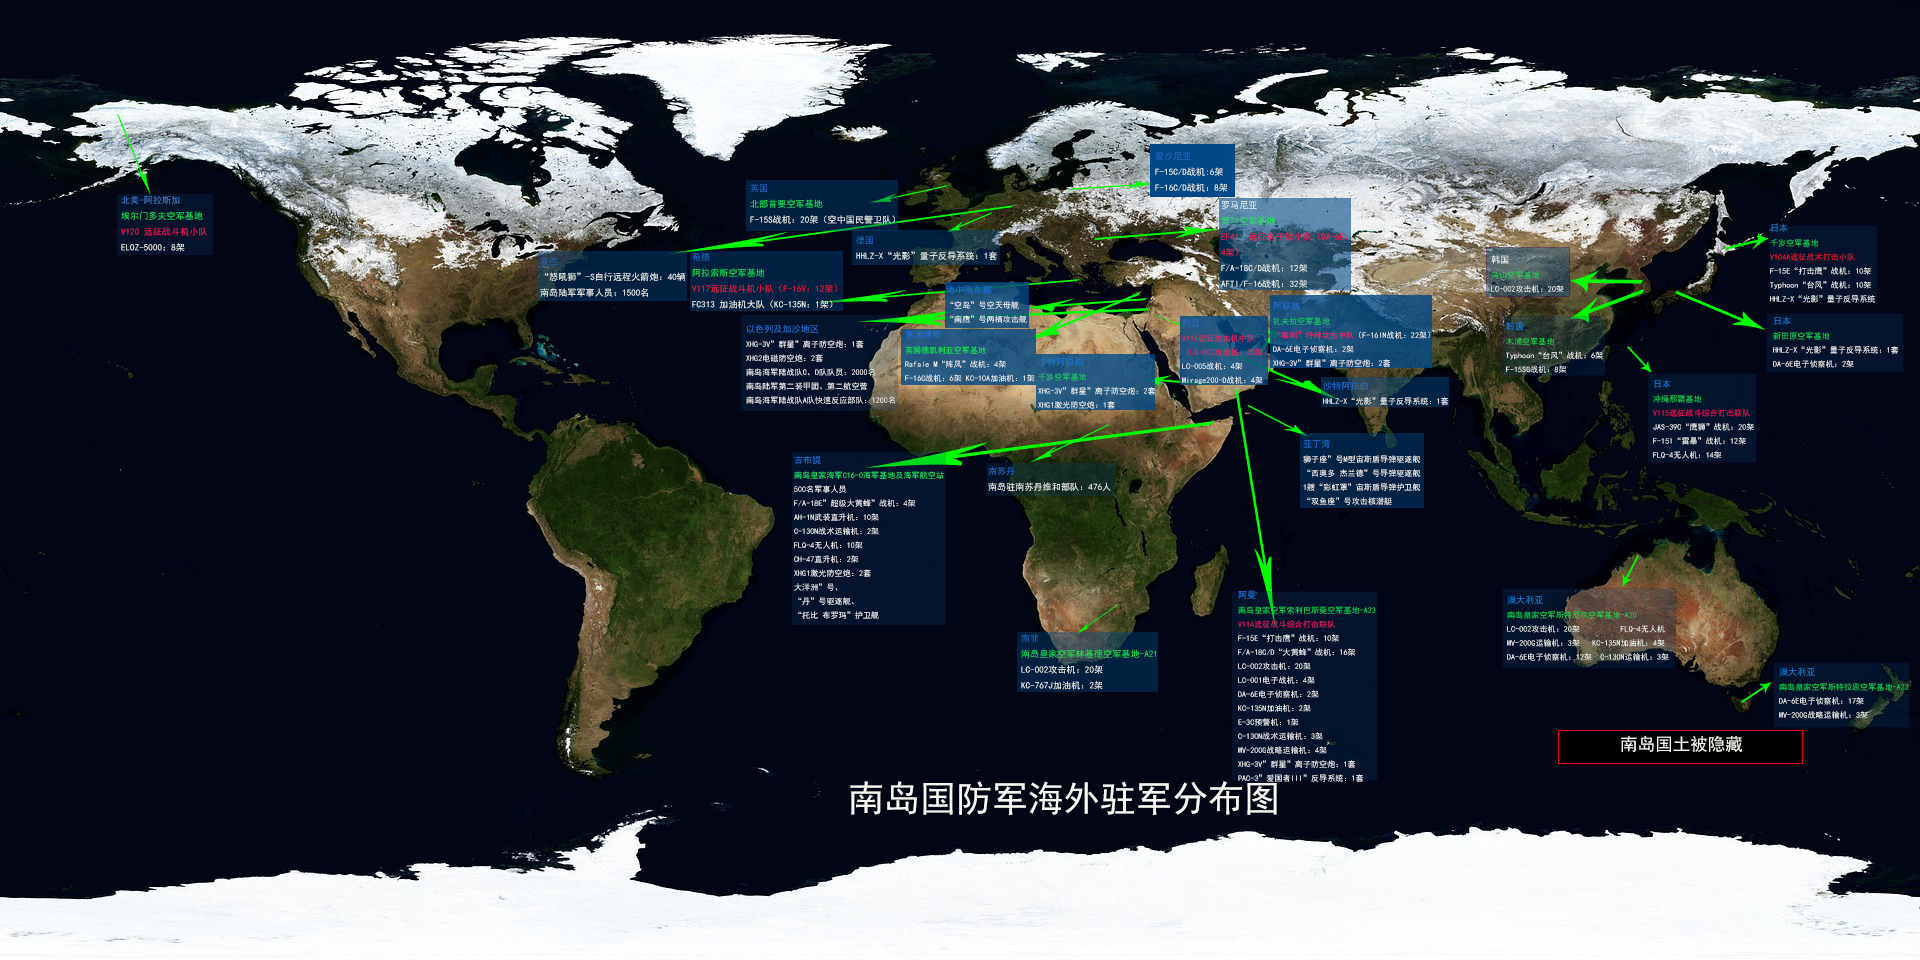 北美-阿拉斯加
埃尔门多夫空军基地
V120 远征战斗机小队
ELOZ-5000: 8架
英国
北部首要空军基地
F-15S战机: 20架 (空中国民警卫队)
爱沙尼亚
F-15C/D战机:6架
F-16C/D战机: 8架
罗马尼亚
4架)
F/A-18C/D战机: 12架
AFTI/F-16战机: 32架
德国
HHLZ-X“光影”量子反导系统: 1套
“怒吼狮”-S自行远程火箭炮: 40辆
南岛陆军军事人员: 1500名
希腊
阿拉索斯空军基地
V117远征战斗机小队 (F-16V: 12架)
FC313 加油机大队 (KC-135N: 1架)
“空岛”号空天母舰
“南鹰”号两栖攻击舰
以色列及加沙地区
XHG-3V”群星”离子防空炮: 1套
XHG2电磁防空炮: 2套
南岛海军陆战队C、D队队员: 2000名
南岛陆军第二装甲团、第二航空营
南岛海军陆战队A队快速反应部队: 1200名
英国德凯利亚空军基地
Rafale M“阵风”战机: 4架
F-16C战机: 6架 KC-10A加油机: 1架
千岁空军基地
XHG-3V”群星”离子防空炮: 2套
XHG1激光防空炮: 1套
LC-005战机: 4架
Mirage200-D战机: 4架
扎夫拉空军基地
“毒刺”特种攻击中队 (F-16IN战机: 22架)
DA-6E电子侦察机: 2架
XHG-3V”群星”离子防空炮: 2套
沙特阿拉伯
HHLZ-X“光影”量子反导系统: 1套
亚丁湾
狮子座”号M型宙斯盾导弹驱逐舰
“西奥多 杰兰德”号导弹驱逐舰
1艘“彩虹罩”宙斯盾导弹护卫舰
“双鱼座”号攻击核潜艇
吉布提
南岛皇家海军C16-O海军基地及海军航空站
500名军事人员
F/A-18E”超级大黄蜂”战机: 4架
AH-1N武装直升机: 10架
C-130N战术运输机: 2架
FLQ-4无人机: 10架
CH-47直升机: 2架
XHG1激光防空炮: 2套
大洋洲”号、
“丹”号驱逐舰、
“托比 布罗玛”护卫舰
南苏丹
南岛驻南苏丹维和部队: 476人
南非
南岛皇家空军林基德空军基地-A21
LC-002攻击机: 20架
KC-767J加油机: 2架
阿曼
南岛皇家空军索利巴斯曼空军基地-A23
V114远征战斗综合打击联队
F-15E“打击鹰”战机: 10架
F/A-18C/D“大黄蜂”战机: 16架
LC-002攻击机: 20架
LC-001电子战机: 4架
DA-6E电子侦察机: 2架
KC-135N加油机: 2架
E-3C预警机: 1架
C-130N战术运输机: 3架
MV-200G战略运输机: 4架
XHG-3V”群星”离子防空炮: 1套
PAC-3”爱国者III”反导系统: 1套
韩国
乌山空军基地
LC-002攻击机: 20架
韩国
木浦空军基地
Typhoon“台风”战机: 6架
F-15SG战机: 8架
日本
千岁空军基地
V104A远征战术打击小队
F-15E“打击鹰”战机: 10架
Typhoon“台风”战机: 10架
HHLZ-X“光影”量子反导系统
日本
新田原空军基地
HHLZ-X“光影”量子反导系统: 1套
DA-6E电子侦察机: 2架
日本
冲绳那霸基地
V115远征战斗综合打击联队
JAS-39C“鹰狮”战机: 20架
F-15I“雷暴”战机: 12架
FLQ-4无人机: 14架
澳大利亚
南岛皇家空军斯特尼尔空军基地-A20
LC-002攻击机: 20架 FLQ-4无人机
MV-200G运输机: 3架 KC-135N加油机: 4架
DA-6E电子侦察机: 12架 C-130N运输机: 3架
澳大利亚
南岛皇家空军斯特拉恩空军基地-A22
DA-6E电子侦察机: 17架
MV-200G战略运输机: 3架
南岛国土被隐藏
南岛国防军海外驻军分布图